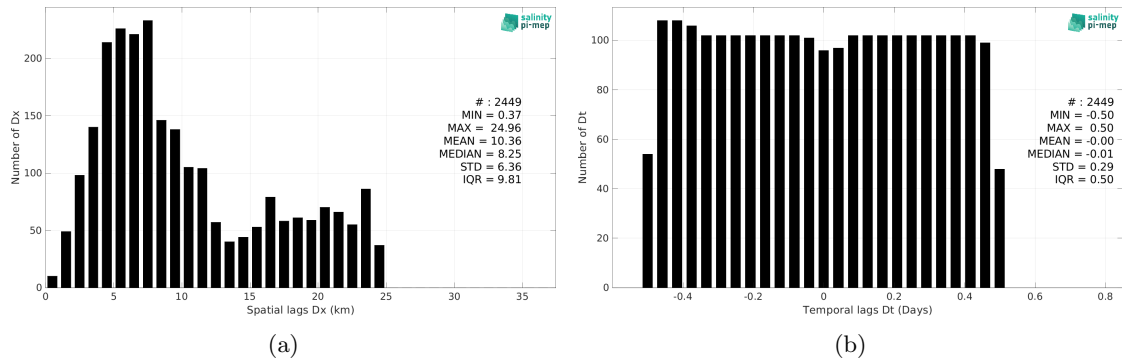 salinity
pi-mep
200
150
100
50
0
Number of Dx
# : 2449
MIN = 0.37
MAX = 24.96
MEAN = 10.36
MEDIAN = 8.25
STD = 6.36
IQR = 9.81
0 5 10 15 20 25 30 35
Spatial lags Dx (km)
(a)
salinity
pi-mep
100
80
60
40
20
0
Number of Dt
# : 2449
MIN = -0.50
MAX = 0.50
MEAN = -0.00
MEDIAN = -0.01
STD = 0.29
IQR = 0.50
-0.4 -0.2 0 0.2 0.4 0.6 0.8
Temporal lags Dt (Days)
(b)